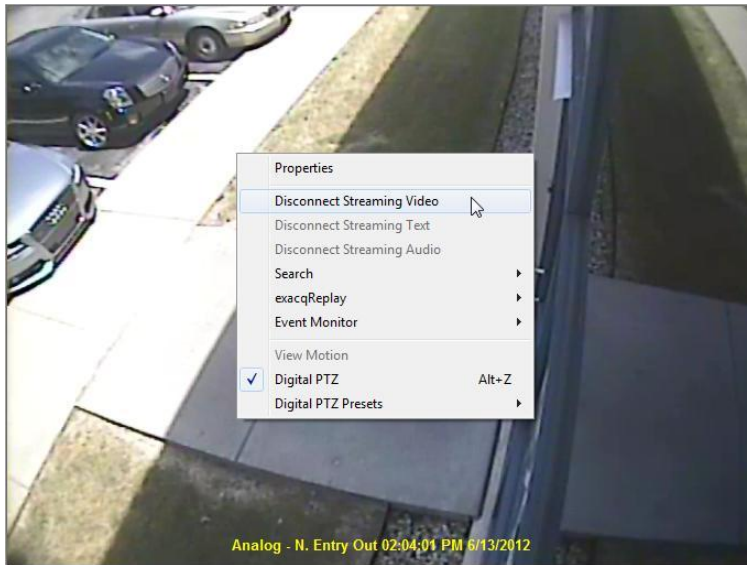 Properties
Disconnect Streaming Video
Disconnect Streaming Text
Disconnect Streaming Audio
Search
exacqReplay
Event Monitor
View Motion
Digital PTZ Alt+Z
Digital PTZ Presets
Analog - N. Entry Out 02:04:01 PM 6/13/2012